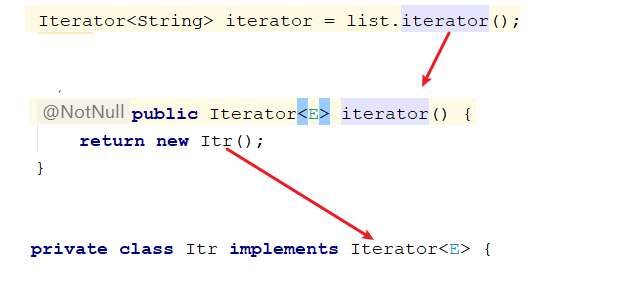 Iterator<String> iterator = list.iterator();
@NotNull public Iterator<E> iterator() {
return new Itr();
}
private class Itr implements Iterator<E> {